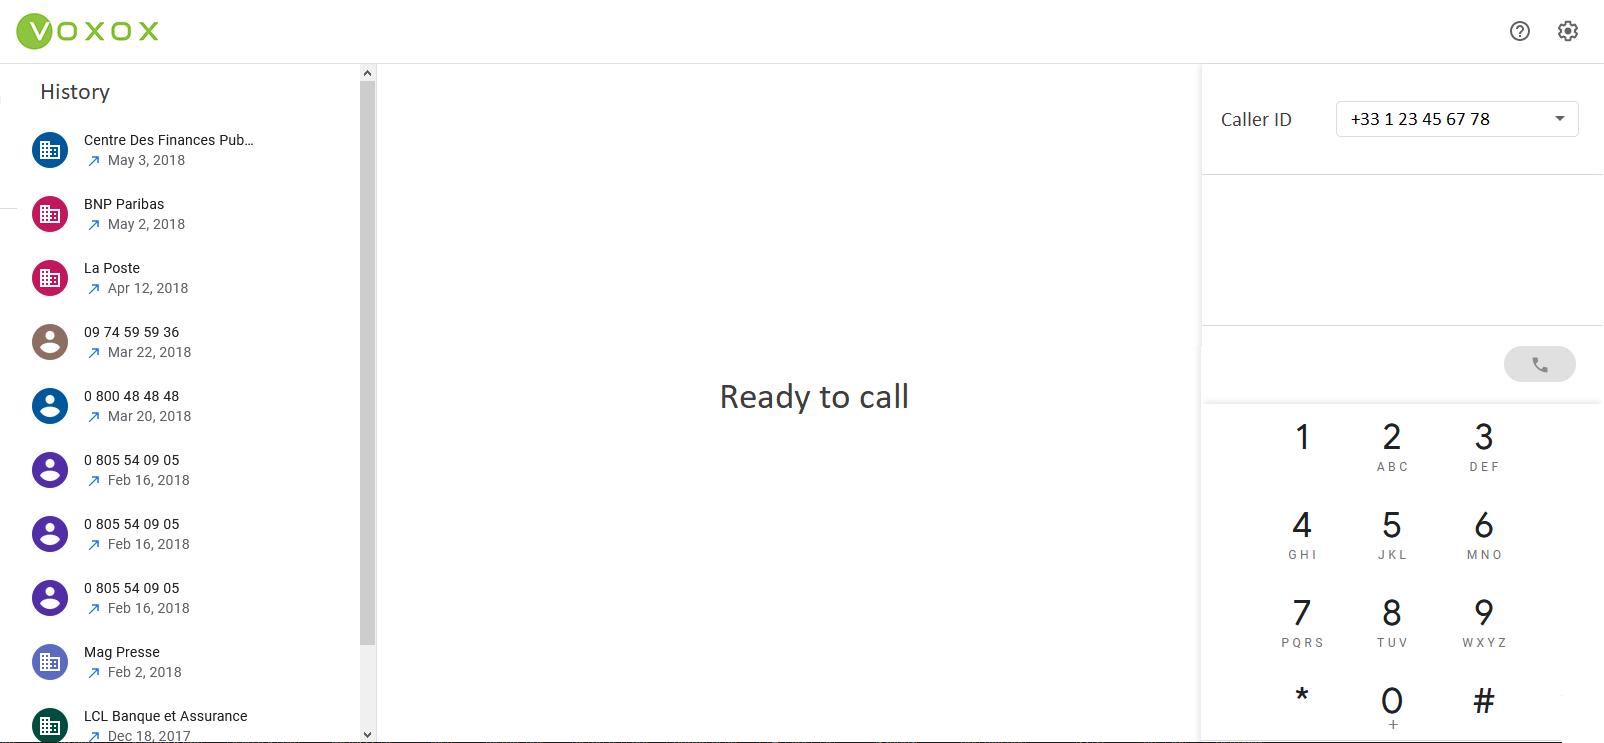 VOXOX
History
Centre Des Finances Pub...
May 3, 2018
BNP Paribas
May 2, 2018
La Poste
Apr 12, 2018
09 74 59 59 36
Mar 22, 2018
0 800 48 48 48
Mar 20, 2018
0 805 54 09 05
Feb 16, 2018
0 805 54 09 05
Feb 16, 2018
0 805 54 09 05
Feb 16, 2018
Mag Presse
Feb 2, 2018
LCL Banque et Assurance
Dec 18, 2017
Ready to call
Caller ID +33 1 23 45 67 78
1 2 3
ABC DEF
4 5 6
GHI JKL MNO
7 8 9
PQRS TUV WXYZ
* 0 #
+